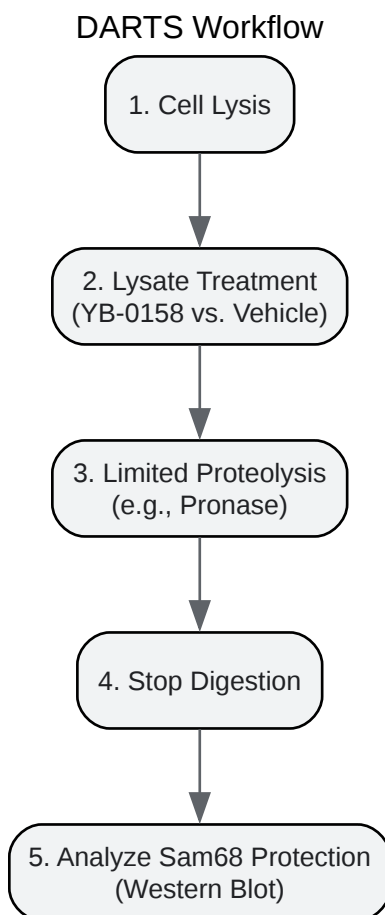 DARTS Workflow
1. Cell Lysis
2. Lysate Treatment
(YB-0158 vs. Vehicle)
3. Limited Proteolysis
(e.g., Pronase)
4. Stop Digestion
5. Analyze Sam68 Protection
(Western Blot)